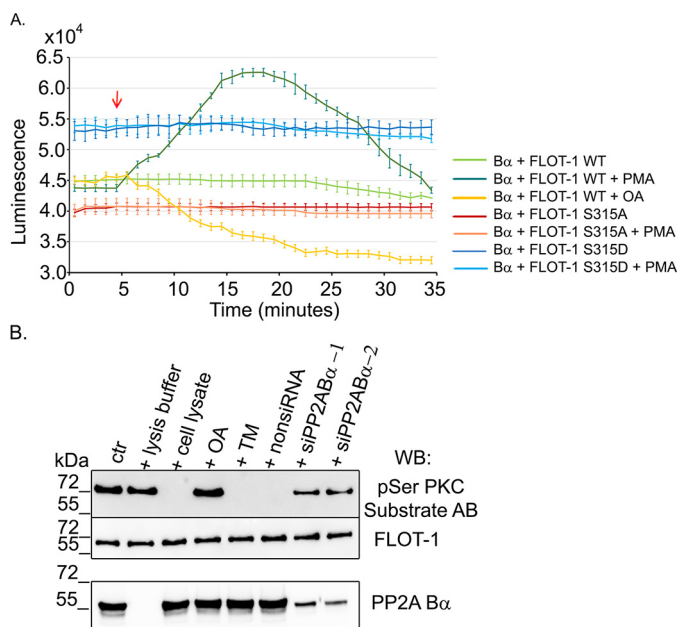 A.
x10⁴
6.5
6.0
5.5
5.0
4.5
4.0
3.5
3.0
Luminescence
0 5 10 15 20 25 30 35
Time (minutes)
Bα + FLOT-1 WT
Bα + FLOT-1 WT + PMA
Bα + FLOT-1 WT + OA
Bα + FLOT-1 S315A
Bα + FLOT-1 S315A + PMA
Bα + FLOT-1 S315D
Bα + FLOT-1 S315D + PMA
B.
ctr
+ lysis buffer
+ cell lysate
+ OA
+ TM
+ nonsiRNA
+ siPP2ABα−1
+ siPP2ABα−2
kDa
WB:
72
55
pSer PKC
Substrate AB
72
55
FLOT-1
72
55
PP2A Bα